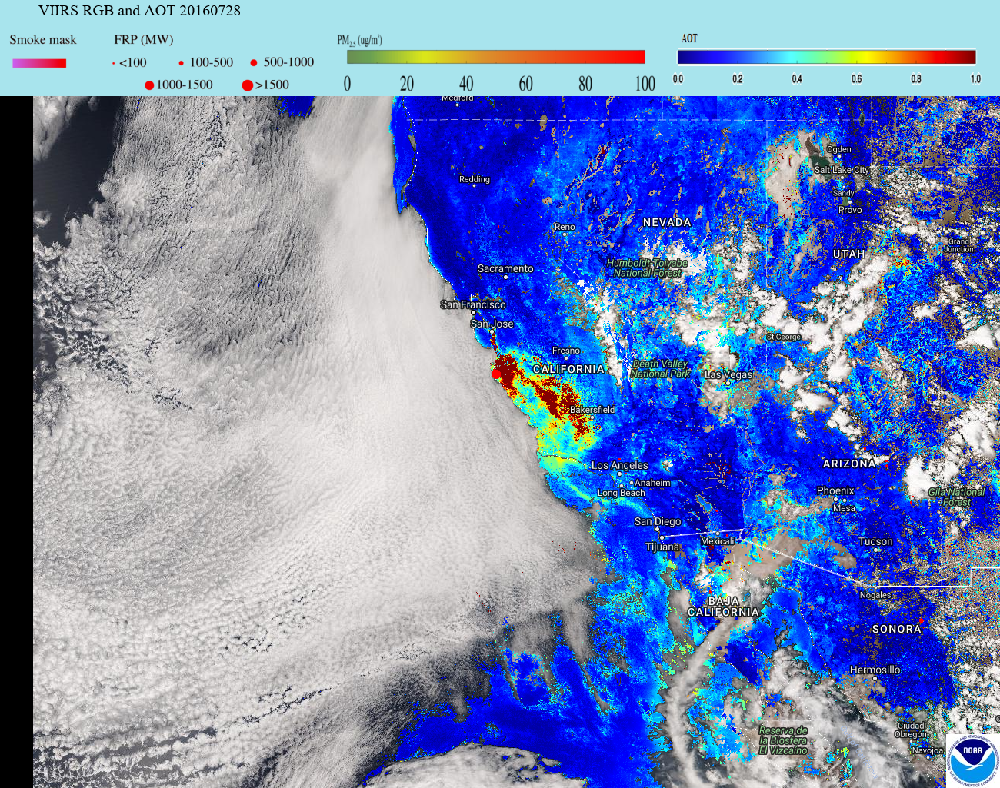 VIIRS RGB and AOT 20160728
Smoke mask
FRP (MW)
<100
100-500
500-1000
1000-1500
>1500
PM2.5 (ug/m³)
0 20 40 60 80 100
AOT
0.0 0.2 0.4 0.6 0.8 1.0
Medford
Ogden
Salt Lake City
Redding
Sandy
Provo
NEVADA
Reno
Grand
Junction
UTAH
Humboldt-Toiyabe
National Forest
Sacramento
San Francisco
San Jose
St George
Fresno
CALIFORNIA
Death Valley
National Park
Las Vegas
Bakersfield
Los Angeles
ARIZONA
Anaheim
Long Beach
Phoenix
Mesa
Gila National
Forest
San Diego
Tijuana
Mexicali
Tucson
Nogales
BAJA
CALIFORNIA
SONORA
Hermosillo
Reserva de
la Biosfera
El Vizcaíno
Ciudad
Obregón
Navojoa
NOAA